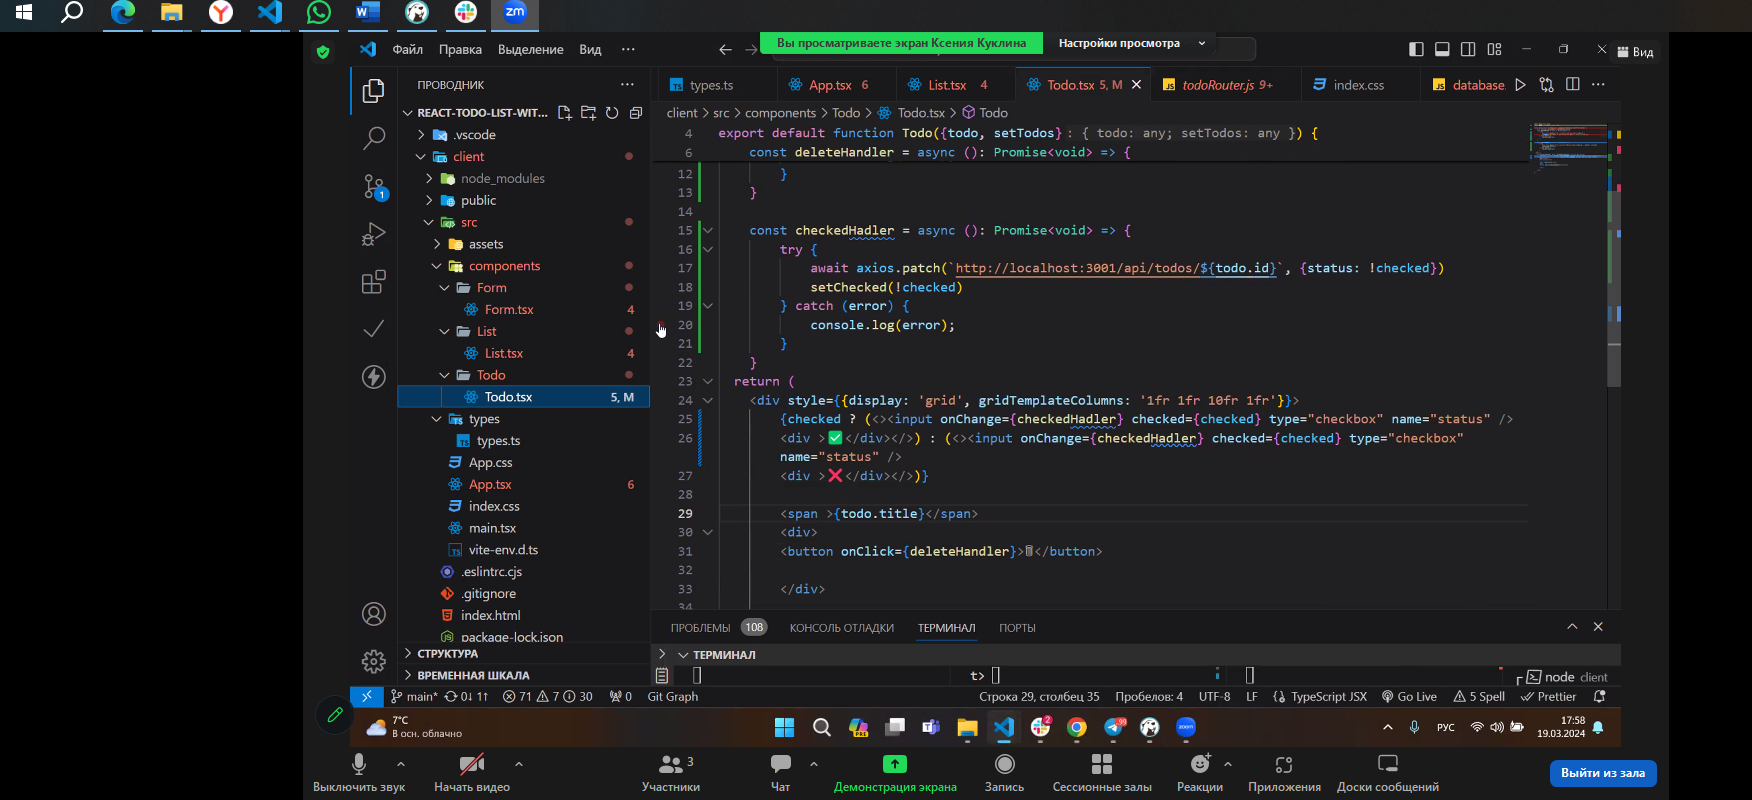 zm
Файл Правка Выделение Вид ···
Вы просматриваете экран Ксения Куклина
Настройки просмотра
Вид
ПРОВОДНИК
types.ts
App.tsx 6
List.tsx 4
Todo.tsx 5, M
todoRouter.js 9+
index.css
database.
REACT-TODO-LIST-WIT...
client > src > components > Todo > Todo.tsx > Todo
.vscode
client
node_modules
public
src
assets
components
Form
Form.tsx 4
List
List.tsx 4
Todo
Todo.tsx 5, M
types
types.ts
App.css
App.tsx 6
index.css
main.tsx
vite-env.d.ts
.eslintrc.cjs
.gitignore
index.html
package-lock.json
СТРУКТУРА
ВРЕМЕННАЯ ШКАЛА
1
4 export default function Todo({todo, setTodos}: { todo: any; setTodos: any }) {
6 const deleteHandler = async (): Promise<void> => {
12 }
13 }
14
15 const checkedHadler = async (): Promise<void> => {
16 try {
17 await axios.patch(`http://localhost:3001/api/todos/${todo.id}`, {status: !checked})
18 setChecked(!checked)
19 } catch (error) {
20 console.log(error);
21 }
22 }
23 return (
24 <div style={{display: 'grid', gridTemplateColumns: '1fr 1fr 10fr 1fr'}}>
25 {checked ? (<><input onChange={checkedHadler} checked={checked} type="checkbox" name="status" />
26 <div >✅</div></>) : (<><input onChange={checkedHadler} checked={checked} type="checkbox"
name="status" />
27 <div >❌</div></>)}
28
29 <span >{todo.title}</span>
30 <div>
31 <button onClick={deleteHandler}>🗑</button>
32
33 </div>
34
ПРОБЛЕМЫ 108 КОНСОЛЬ ОТЛАДКИ ТЕРМИНАЛ ПОРТЫ
ТЕРМИНАЛ
t>
node client
main* 0↓ 1↑ 71 7 30 0 Git Graph
Строка 29, столбец 35 Пробелов: 4 UTF-8 LF TypeScript JSX Go Live 5 Spell Prettier
7°C
В осн. облачно
PRE
2
99
zoom
РУС
17:58
19.03.2024
Выключить звук
Начать видео
Участники
3
Чат
Демонстрация экрана
Запись
Сессионные залы
Реакции
Приложения
Доски сообщений
Выйти из зала